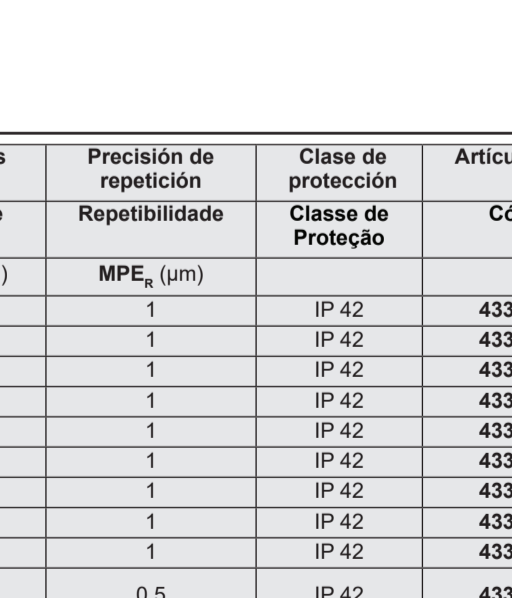 s Precisión de repetición Clase de protección Artícu
e Repetibilidade Classe de Proteção Có
) MPE_R (µm)
1 IP 42 433
1 IP 42 433
1 IP 42 433
1 IP 42 433
1 IP 42 433
1 IP 42 433
1 IP 42 433
1 IP 42 433
1 IP 42 433
0.5 IP 42 433